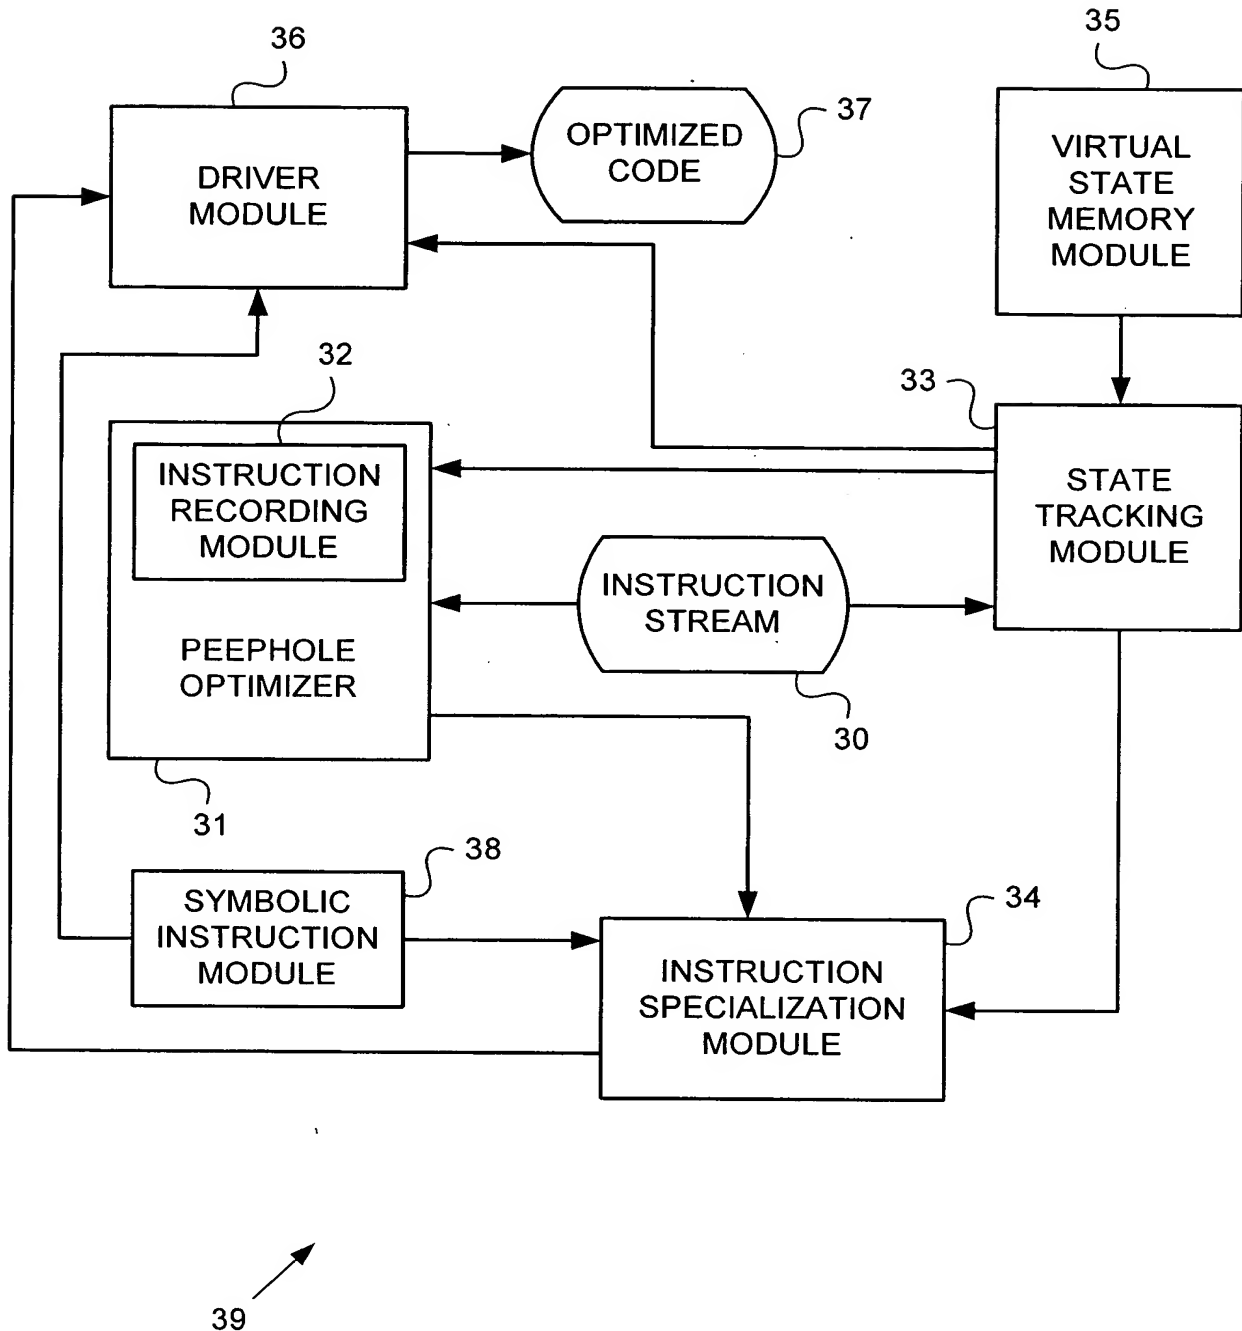 36
35
DRIVER
MODULE
OPTIMIZED
CODE
37
VIRTUAL
STATE
MEMORY
MODULE
32
33
INSTRUCTION
RECORDING
MODULE
STATE
TRACKING
MODULE
INSTRUCTION
STREAM
PEEPHOLE
OPTIMIZER
30
31
38
SYMBOLIC
INSTRUCTION
MODULE
34
INSTRUCTION
SPECIALIZATION
MODULE
39